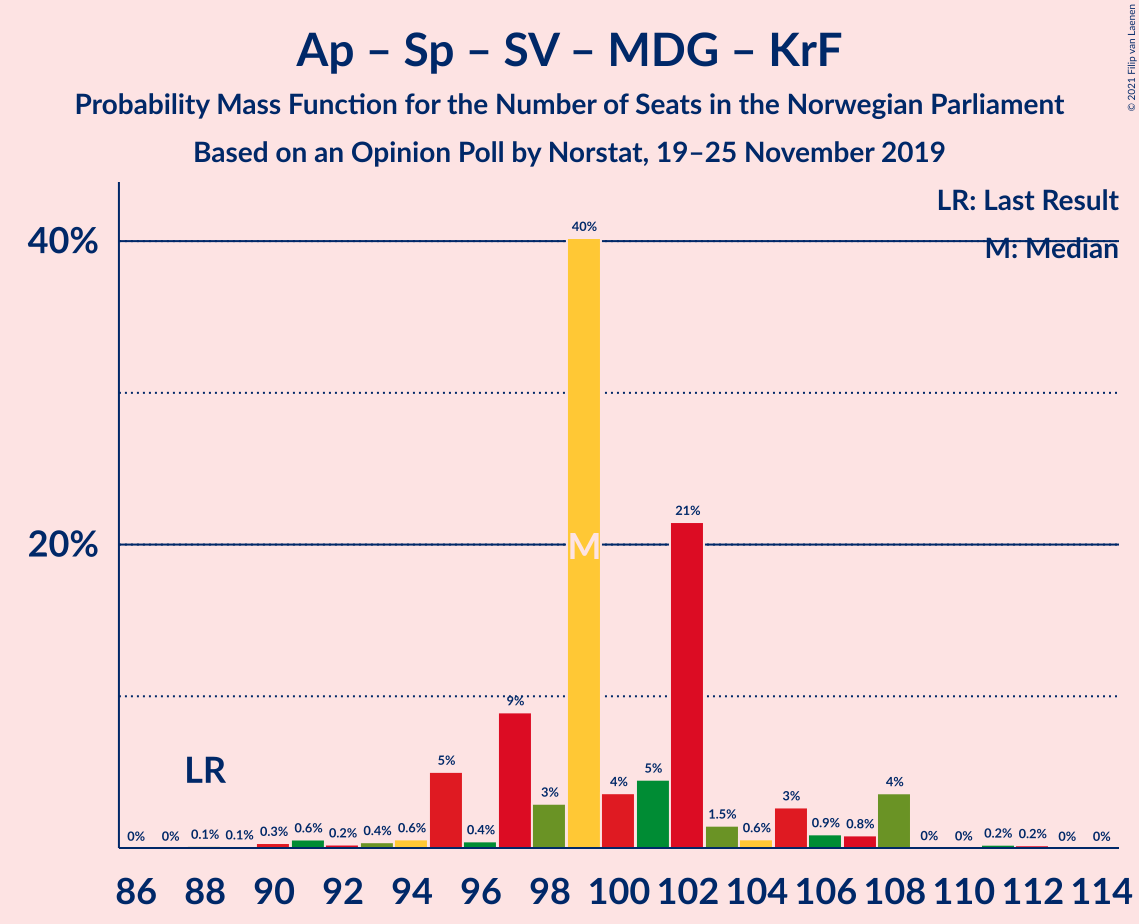 Ap – Sp – SV – MDG – KrF
Probability Mass Function for the Number of Seats in the Norwegian Parliament
Based on an Opinion Poll by Norstat, 19–25 November 2019
© 2021 Filip van Laenen
LR: Last Result
M: Median
40%
20%
LR
M
0% 0% 0.1% 0.1% 0.3% 0.6% 0.2% 0.4% 0.6% 5% 0.4% 9% 3% 40% 4% 5% 21% 1.5% 0.6% 3% 0.9% 0.8% 4% 0% 0% 0.2% 0.2% 0% 0%
86 88 90 92 94 96 98 100 102 104 106 108 110 112 114